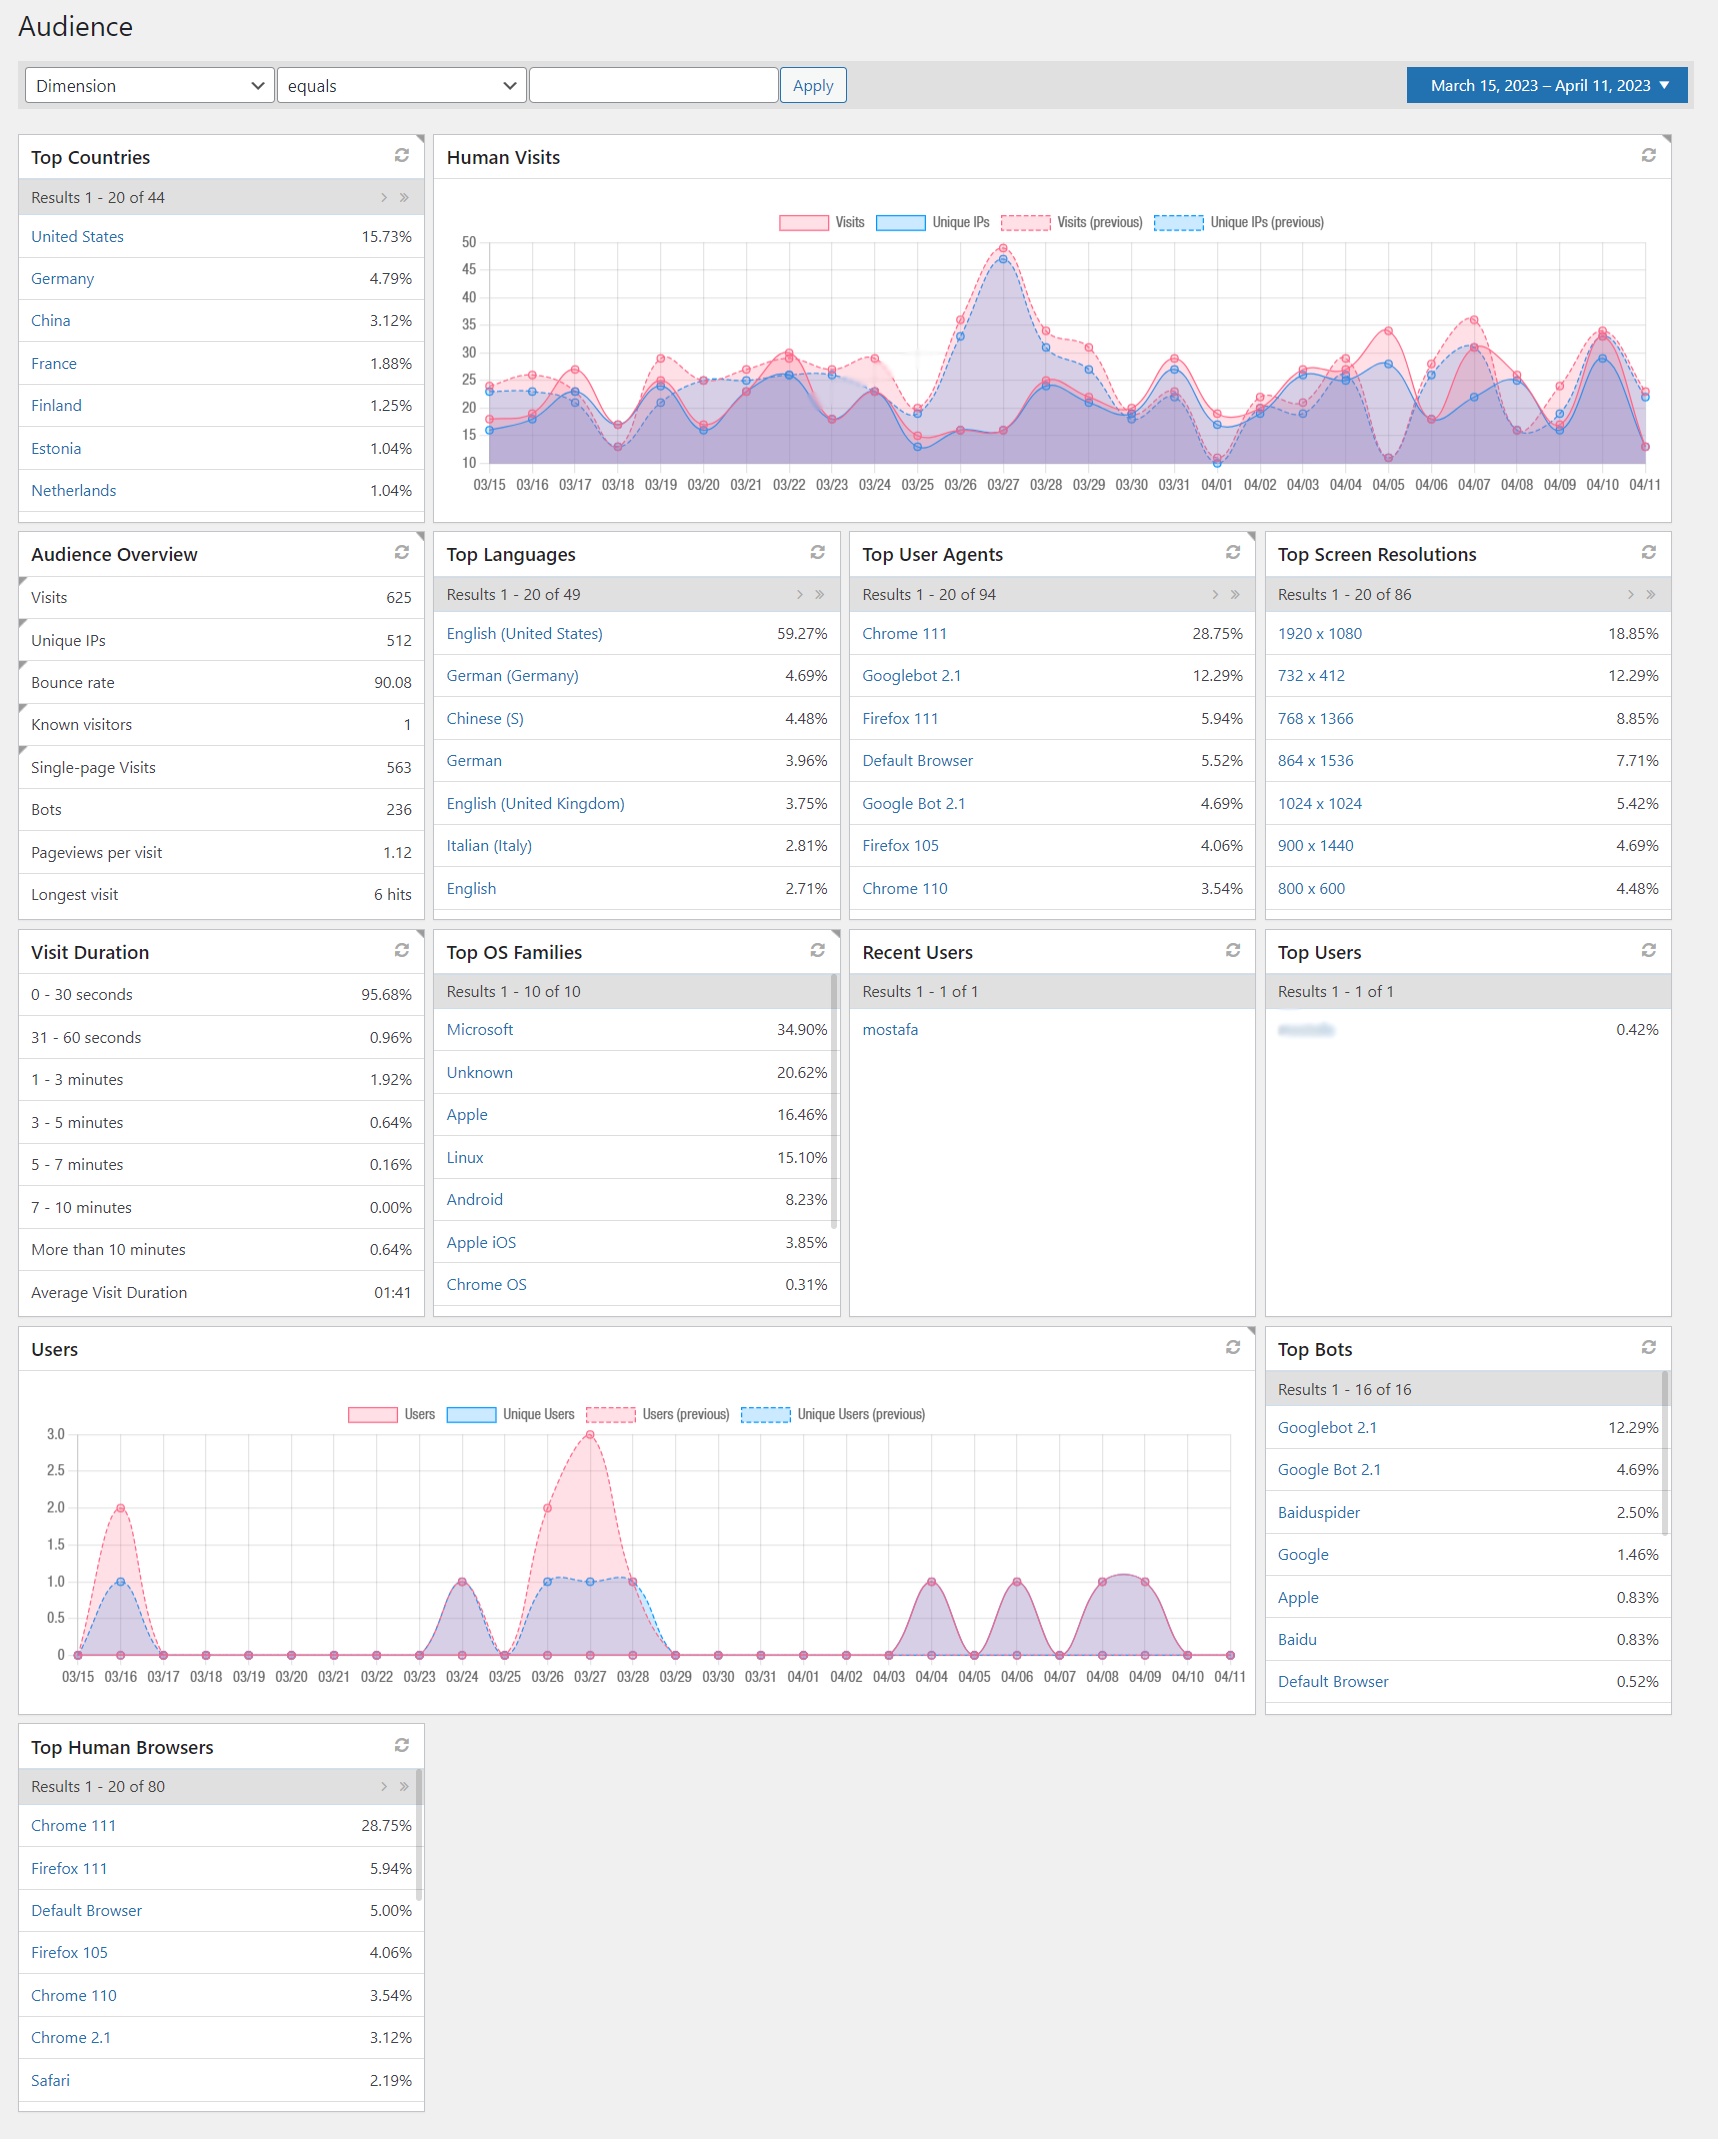 Audience
Dimension equals Apply March 15, 2023 – April 11, 2023 ▼
Top Countries
Results 1 - 20 of 44 › »
United States 15.73%
Germany 4.79%
China 3.12%
France 1.88%
Finland 1.25%
Estonia 1.04%
Netherlands 1.04%
Human Visits
Visits Unique IPs Visits (previous) Unique IPs (previous)
50
45
40
35
30
25
20
15
10
03/15 03/16 03/17 03/18 03/19 03/20 03/21 03/22 03/23 03/24 03/25 03/26 03/27 03/28 03/29 03/30 03/31 04/01 04/02 04/03 04/04 04/05 04/06 04/07 04/08 04/09 04/10 04/11
Audience Overview
Visits 625
Unique IPs 512
Bounce rate 90.08
Known visitors 1
Single-page Visits 563
Bots 236
Pageviews per visit 1.12
Longest visit 6 hits
Top Languages
Results 1 - 20 of 49 › »
English (United States) 59.27%
German (Germany) 4.69%
Chinese (S) 4.48%
German 3.96%
English (United Kingdom) 3.75%
Italian (Italy) 2.81%
English 2.71%
Top User Agents
Results 1 - 20 of 94 › »
Chrome 111 28.75%
Googlebot 2.1 12.29%
Firefox 111 5.94%
Default Browser 5.52%
Google Bot 2.1 4.69%
Firefox 105 4.06%
Chrome 110 3.54%
Top Screen Resolutions
Results 1 - 20 of 86 › »
1920 x 1080 18.85%
732 x 412 12.29%
768 x 1366 8.85%
864 x 1536 7.71%
1024 x 1024 5.42%
900 x 1440 4.69%
800 x 600 4.48%
Visit Duration
0 - 30 seconds 95.68%
31 - 60 seconds 0.96%
1 - 3 minutes 1.92%
3 - 5 minutes 0.64%
5 - 7 minutes 0.16%
7 - 10 minutes 0.00%
More than 10 minutes 0.64%
Average Visit Duration 01:41
Top OS Families
Results 1 - 10 of 10
Microsoft 34.90%
Unknown 20.62%
Apple 16.46%
Linux 15.10%
Android 8.23%
Apple iOS 3.85%
Chrome OS 0.31%
Recent Users
Results 1 - 1 of 1
mostafa
Top Users
Results 1 - 1 of 1
0.42%
Users
Users Unique Users Users (previous) Unique Users (previous)
3.0
2.5
2.0
1.5
1.0
0.5
0
03/15 03/16 03/17 03/18 03/19 03/20 03/21 03/22 03/23 03/24 03/25 03/26 03/27 03/28 03/29 03/30 03/31 04/01 04/02 04/03 04/04 04/05 04/06 04/07 04/08 04/09 04/10 04/11
Top Bots
Results 1 - 16 of 16
Googlebot 2.1 12.29%
Google Bot 2.1 4.69%
Baiduspider 2.50%
Google 1.46%
Apple 0.83%
Baidu 0.83%
Default Browser 0.52%
Top Human Browsers
Results 1 - 20 of 80 › »
Chrome 111 28.75%
Firefox 111 5.94%
Default Browser 5.00%
Firefox 105 4.06%
Chrome 110 3.54%
Chrome 2.1 3.12%
Safari 2.19%